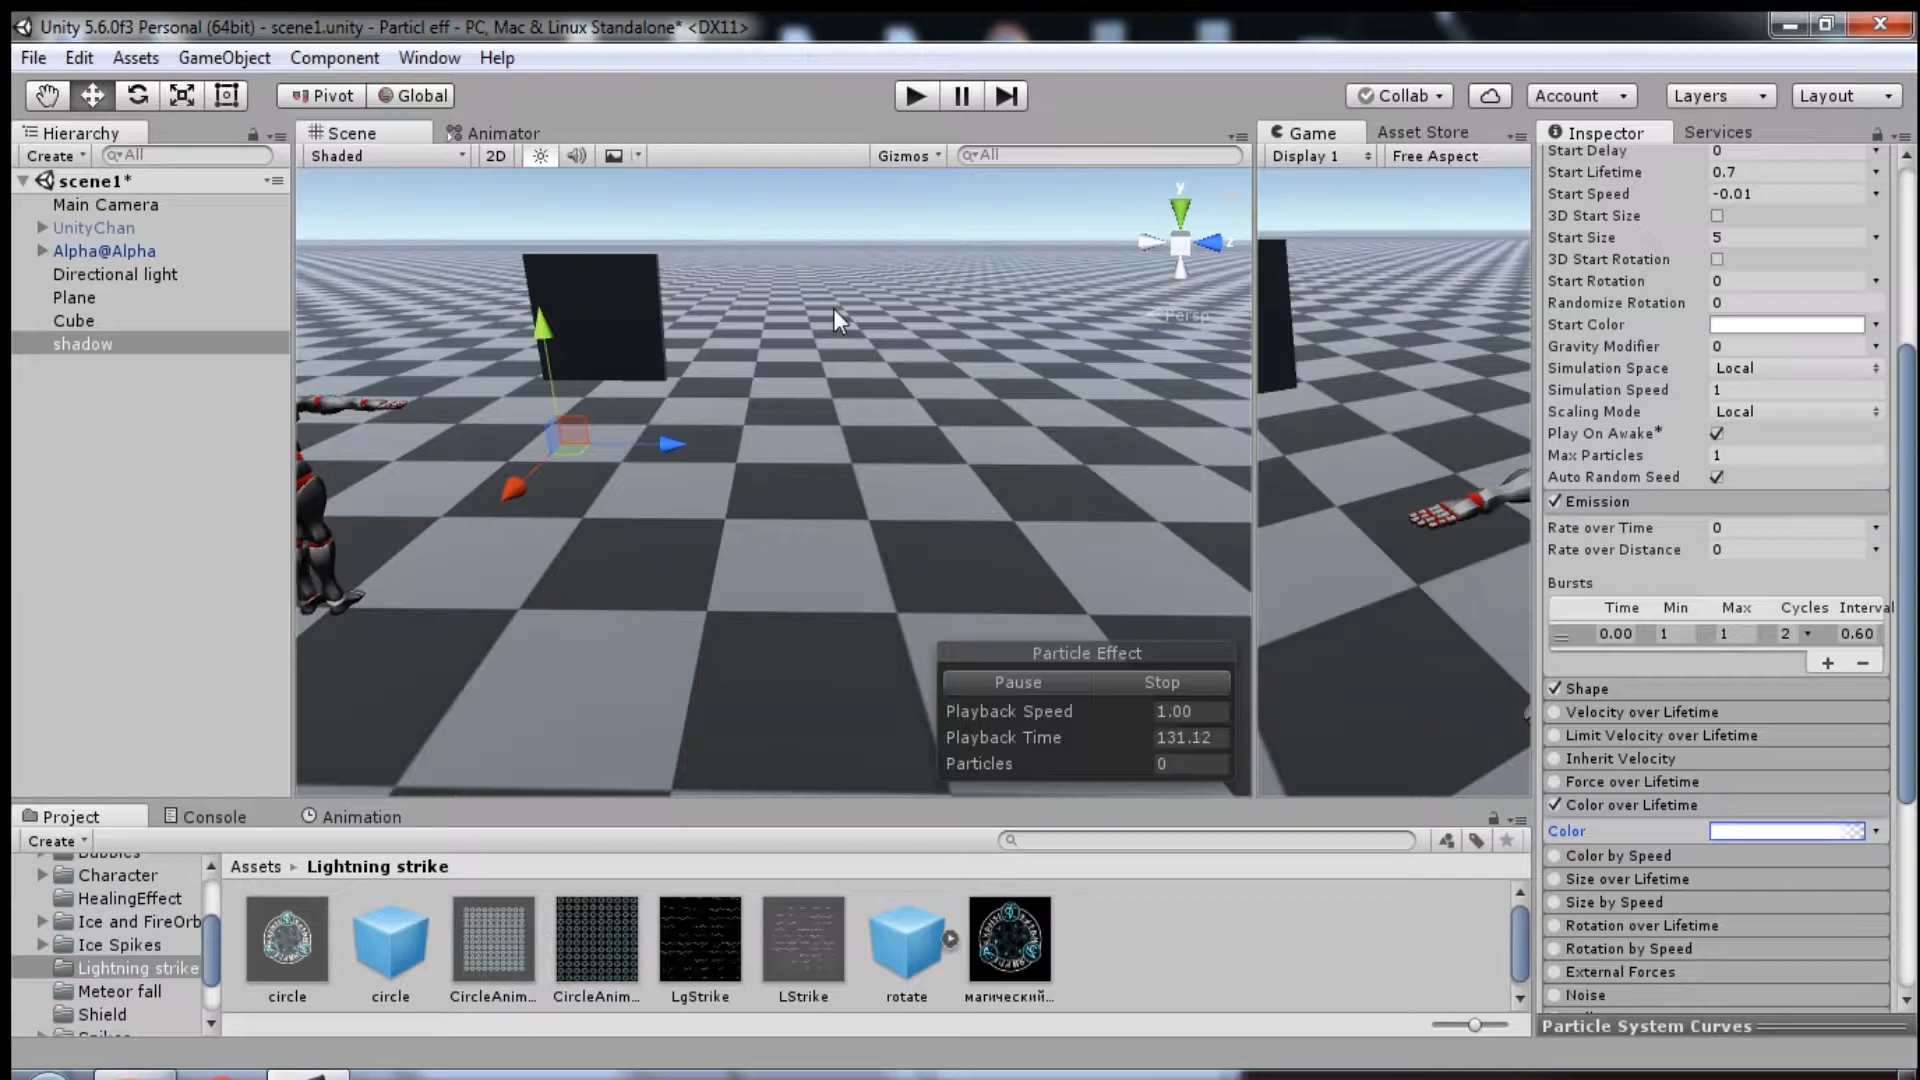 Unity 5.6.0f3 Personal (64bit) - scene1.unity - Particl eff - PC, Mac & Linux Standalone* <DX11>
File Edit Assets GameObject Component Window Help
Pivot Global Collab Account Layers Layout
Hierarchy
Create All
scene1*
Main Camera
UnityChan
Alpha@Alpha
Directional light
Plane
Cube
shadow
Scene Animator
Shaded 2D Gizmos All
y
z
Persp
Particle Effect
Pause Stop
Playback Speed 1.00
Playback Time 131.12
Particles 0
Game Asset Store
Display 1 Free Aspect
Inspector Services
Start Delay 0
Start Lifetime 0.7
Start Speed -0.01
3D Start Size
Start Size 5
3D Start Rotation
Start Rotation 0
Randomize Rotation 0
Start Color
Gravity Modifier 0
Simulation Space Local
Simulation Speed 1
Scaling Mode Local
Play On Awake*
Max Particles 1
Auto Random Seed
Emission
Rate over Time 0
Rate over Distance 0
Bursts
Time Min Max Cycles Interval
0.00 1 1 2 0.60
+ −
Shape
Velocity over Lifetime
Limit Velocity over Lifetime
Inherit Velocity
Force over Lifetime
Color over Lifetime
Color
Color by Speed
Size over Lifetime
Size by Speed
Rotation over Lifetime
Rotation by Speed
External Forces
Noise
Particle System Curves
Project Console Animation
Create
Bubbles
Character
HealingEffect
Ice and FireOrb
Ice Spikes
Lightning strike
Meteor fall
Shield
Assets Lightning strike
circle circle CircleAnim... CircleAnim... LgStrike LStrike rotate магический...